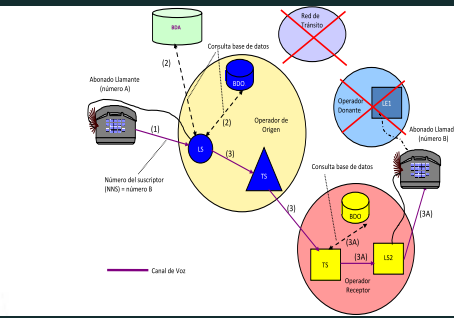 Red de
Tránsito
BDA
Consulta base de datos
(2)
Abonado Llamante
(número A)
BDO
Operador
Donante
LE1
Operador de
Origen
Abonado Llamad
(número B)
(2)
(1)
LS
(3)
Consulta base de datos
TS
Número del suscriptor
(NNS) = número B
(3)
BDO
(3A)
(3A)
(3A)
TS
LS2
Canal de Voz
Operador
Receptor